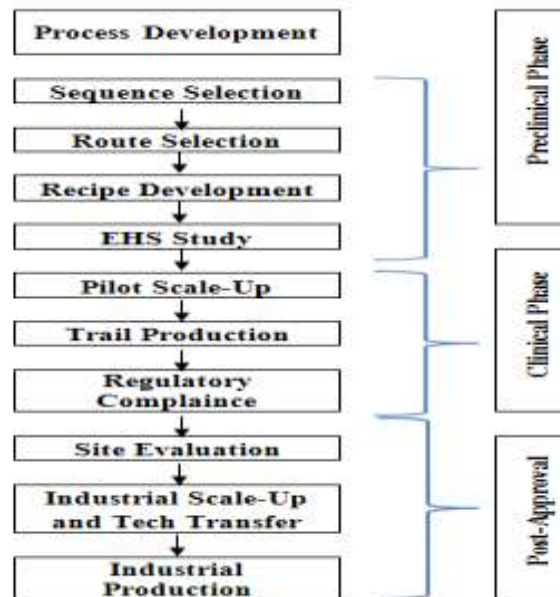 Process Development
Sequence Selection
Route Selection
Recipe Development
EHS Study
Pilot Scale-Up
Trail Production
Regulatory
Complaince
Site Evaluation
Industrial Scale-Up
and Tech Transfer
Industrial
Production
Preclinical Phase
Clinical Phase
Post-Approval